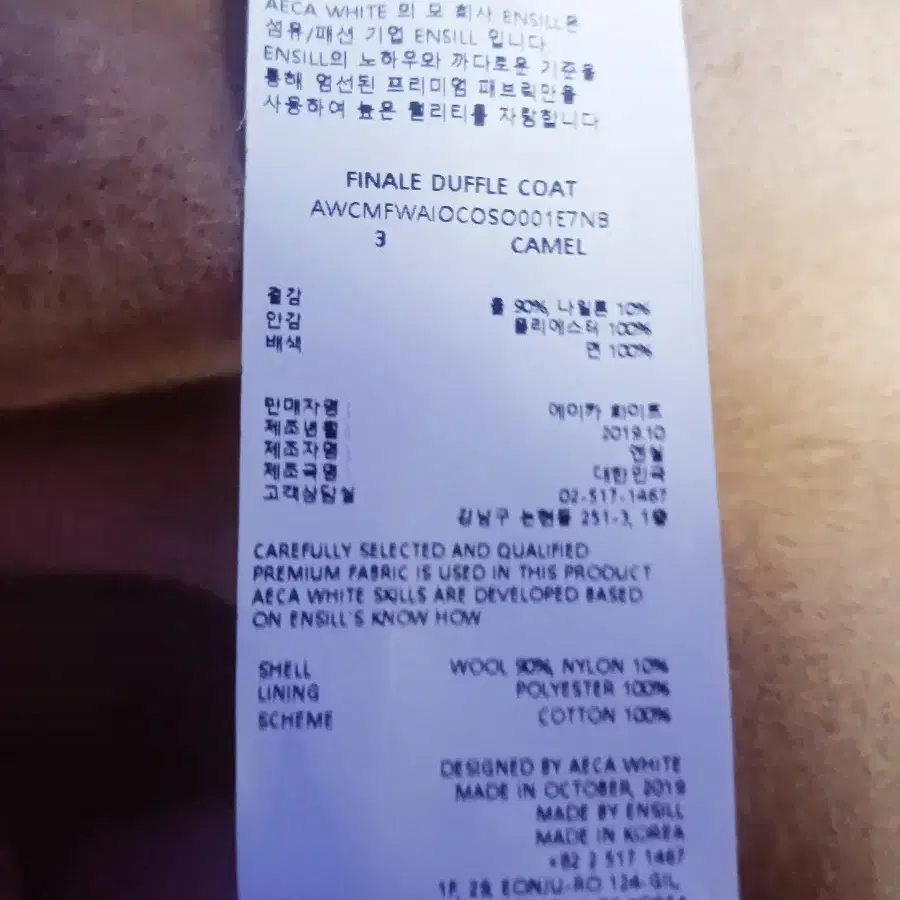 AECA WHITE 의 모 회사 ENSILL은
섬유/패션 기업 ENSILL 입니다
ENSILL의 노하우와 까다로운 기준을
통해 엄선된 프리미엄 패브릭만을
사용하여 높은 퀄리티를 자랑합니다
FINALE DUFFLE COAT
AWCMFWAIOCOSO001E7NB
3 CAMEL
겉감 울 90%, 나일론 10%
안감 폴리에스터 100%
배색 면 100%
판매자명 : 에이카 화이트
제조년월 : 2019.10
제조자명 : 엔실
제조국명 : 대한민국
고객상담실 02-517-1467
강남구 논현동 251-3, 1층
CAREFULLY SELECTED AND QUALIFIED
PREMIUM FABRIC IS USED IN THIS PRODUCT
AECA WHITE SKILLS ARE DEVELOPED BASED
ON ENSILL'S KNOW HOW
SHELL WOOL 90%, NYLON 10%
LINING POLYESTER 100%
SCHEME COTTON 100%
DESIGNED BY AECA WHITE
MADE IN OCTOBER, 2019
MADE BY ENSILL
MADE IN KOREA
+82 2 517 1467
1F, 28, EONJU-RO 124-GIL,